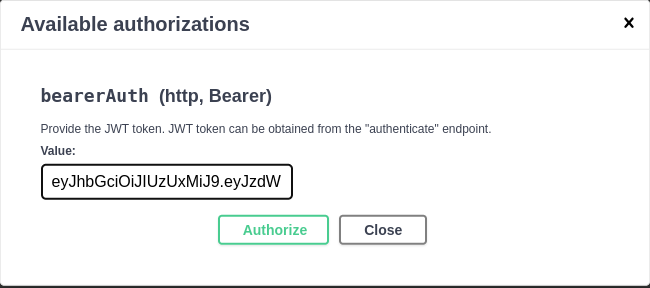 Available authorizations
bearerAuth (http, Bearer)
Provide the JWT token. JWT token can be obtained from the "authenticate" endpoint.
Value:
eyJhbGciOiJIUzUxMiJ9.eyJzdW
Authorize Close